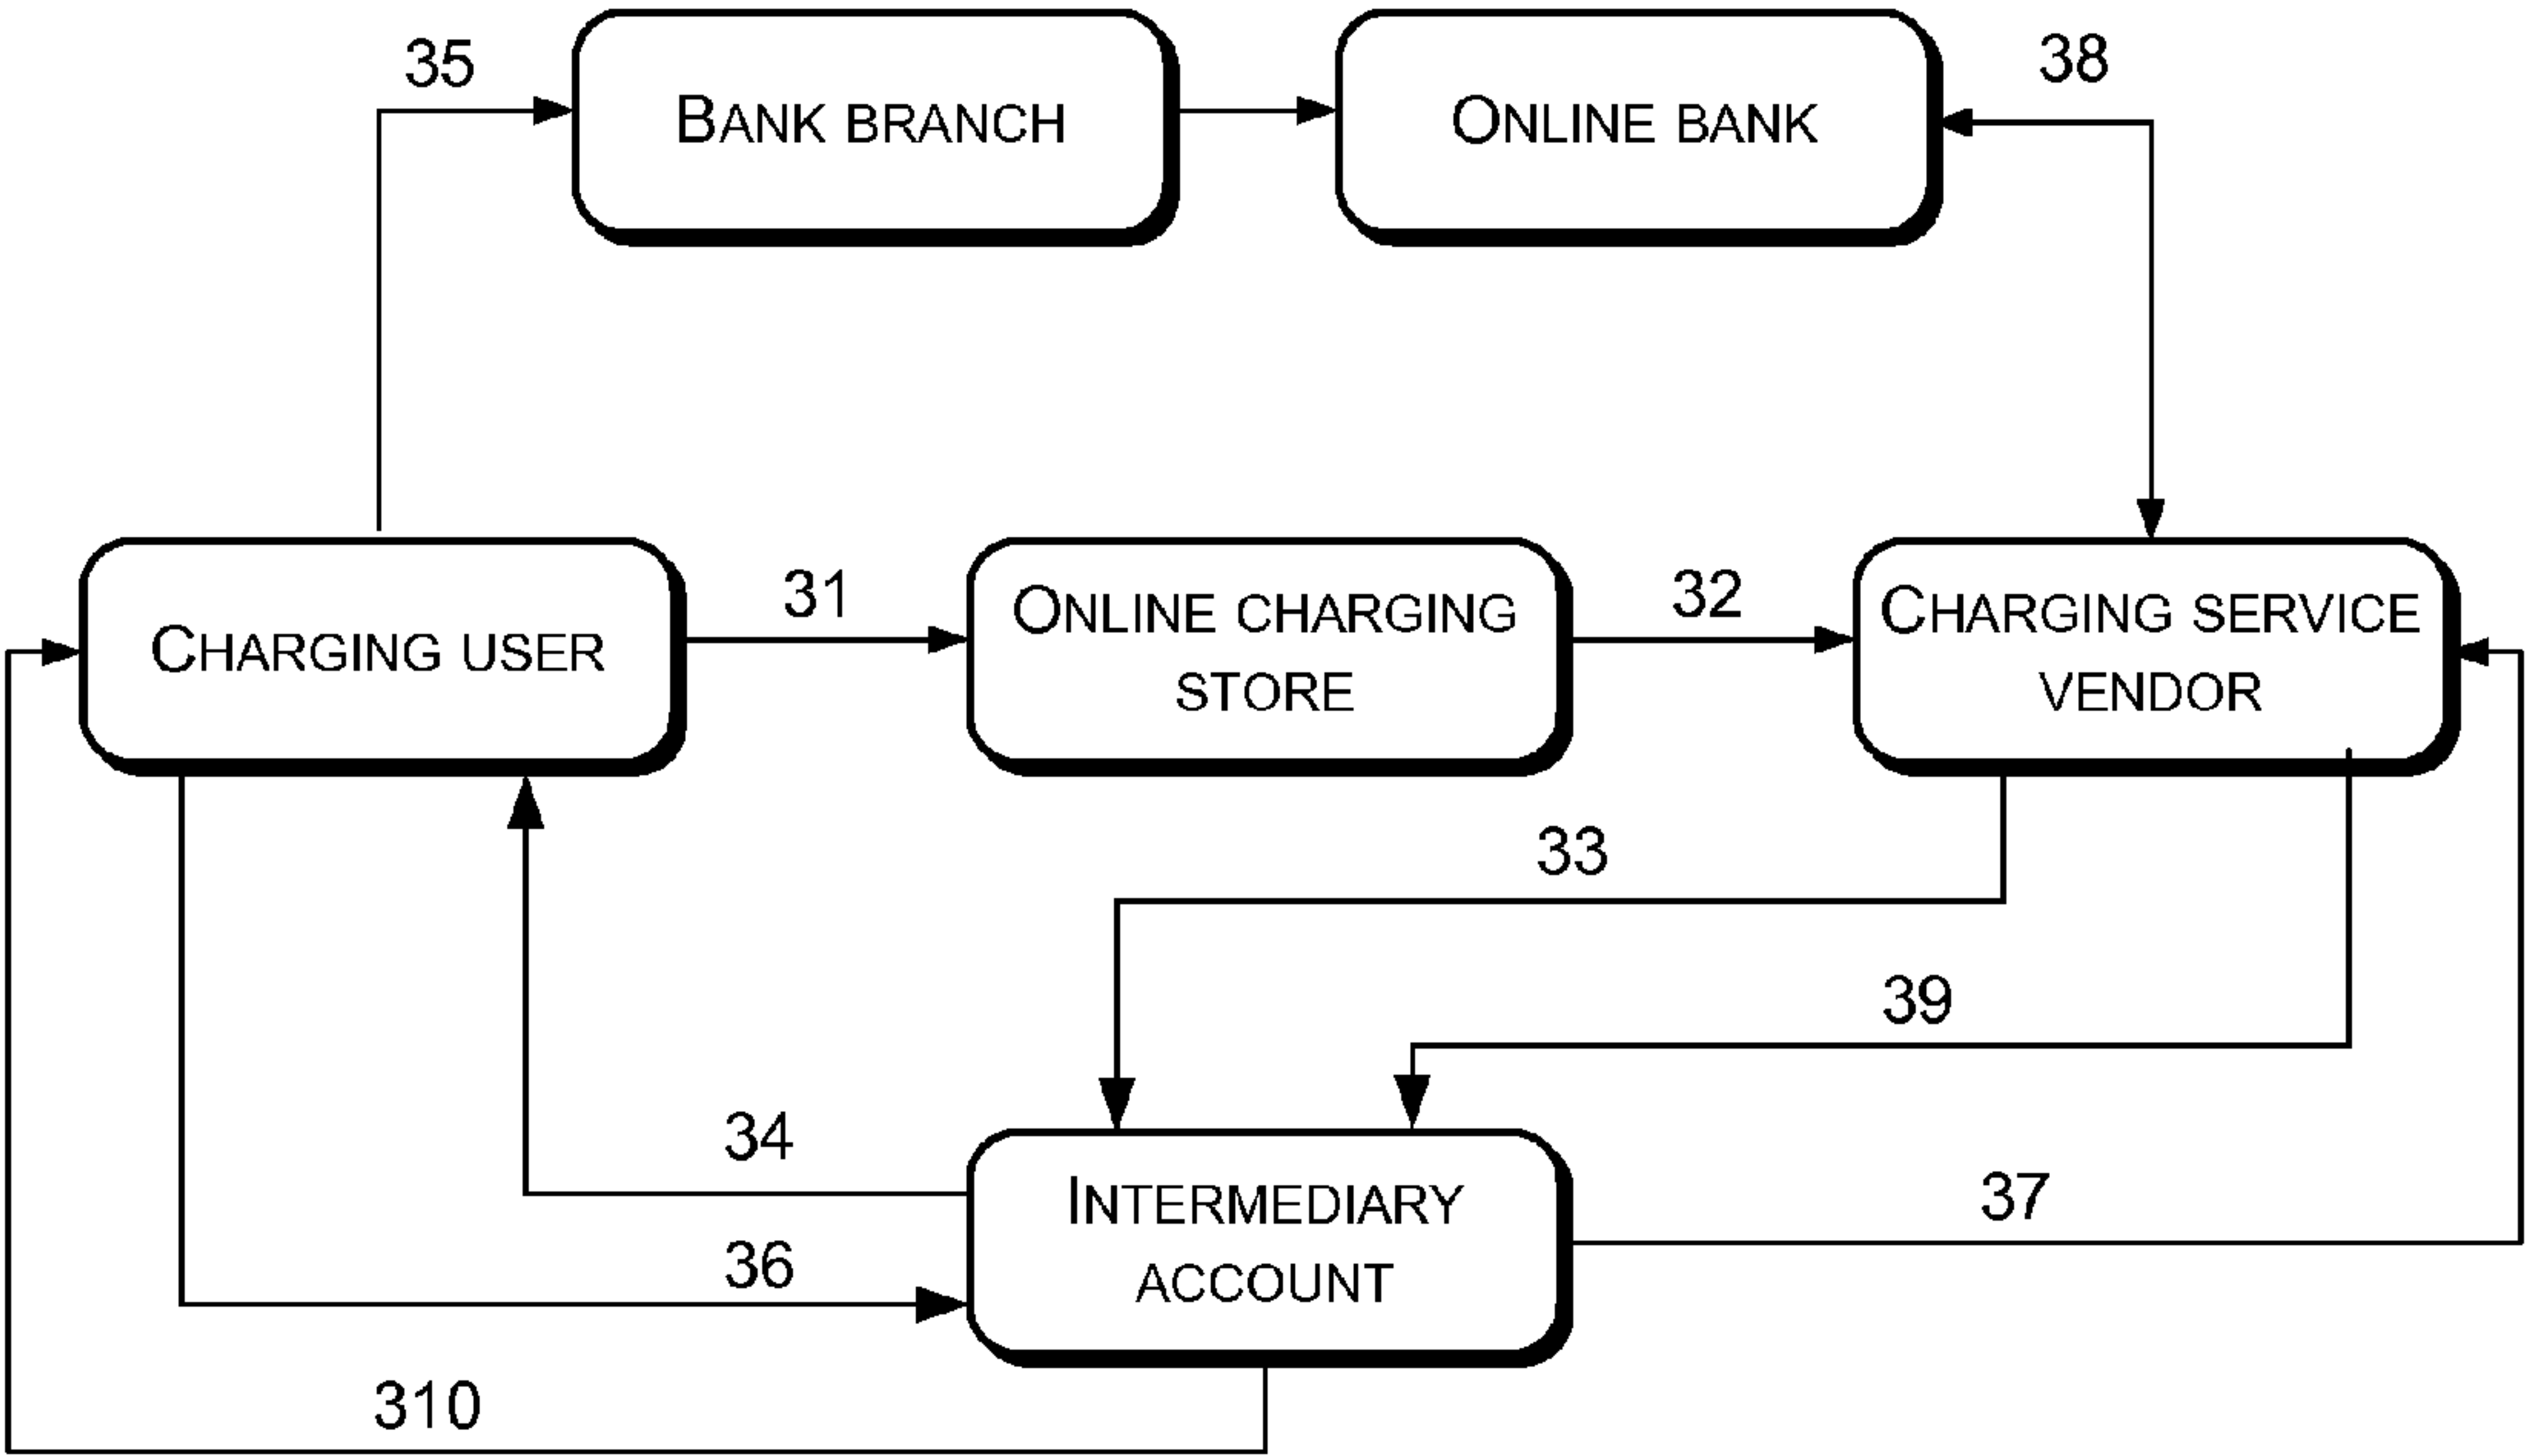 35
BANK BRANCH
ONLINE BANK
38
CHARGING USER
31
ONLINE CHARGING
STORE
32
CHARGING SERVICE
VENDOR
33
39
34
36
INTERMEDIARY
ACCOUNT
37
310